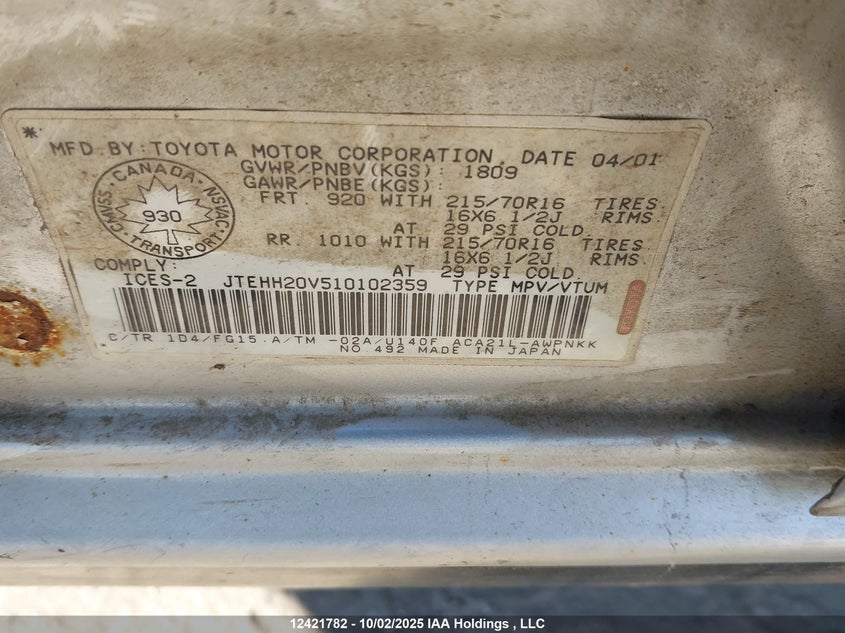 * MFD.BY:TOYOTA MOTOR CORPORATION DATE 04/01
GVWR/PNBV(KGS): 1809
GAWR/PNBE(KGS):
FRT. 920 WITH 215/70R16 TIRES
16X6 1/2J RIMS
AT 29 PSI COLD.
RR. 1010 WITH 215/70R16 TIRES
16X6 1/2J RIMS
AT 29 PSI COLD.
CANADA
930
TRANSPORT
COMPLY:
ICES-2 JTEHH20V510102359 TYPE MPV/VTUM
C/TR 1D4/FG15 A/TM -02A/U140F ACA21L-AWPNKK
NO.492 MADE IN JAPAN
12421782 - 10/02/2025 IAA Holdings , LLC